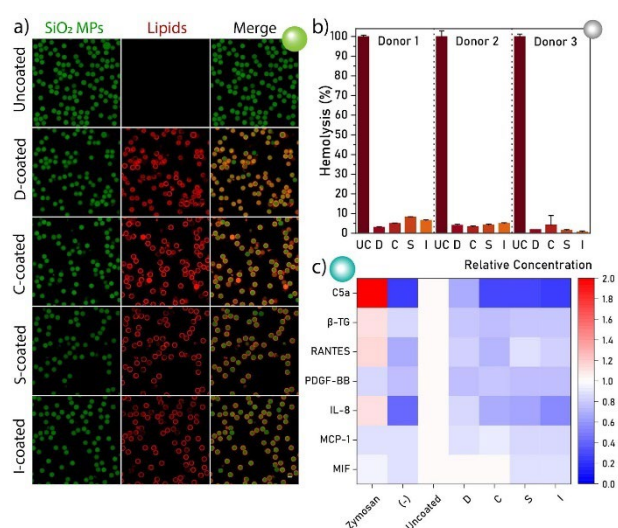 a) SiO₂ MPs Lipids Merge
Uncoated
D-coated
C-coated
S-coated
I-coated
b)
Donor 1 Donor 2 Donor 3
Hemolysis (%)
100
90
80
70
60
50
40
30
20
10
0
UC D C S I UC D C S I UC D C S I
c)
Relative Concentration
C5a
β-TG
RANTES
PDGF-BB
IL-8
MCP-1
MIF
Zymosan (-) Uncoated D C S I
2.0
1.8
1.6
1.4
1.2
1.0
0.8
0.6
0.4
0.2
0.0